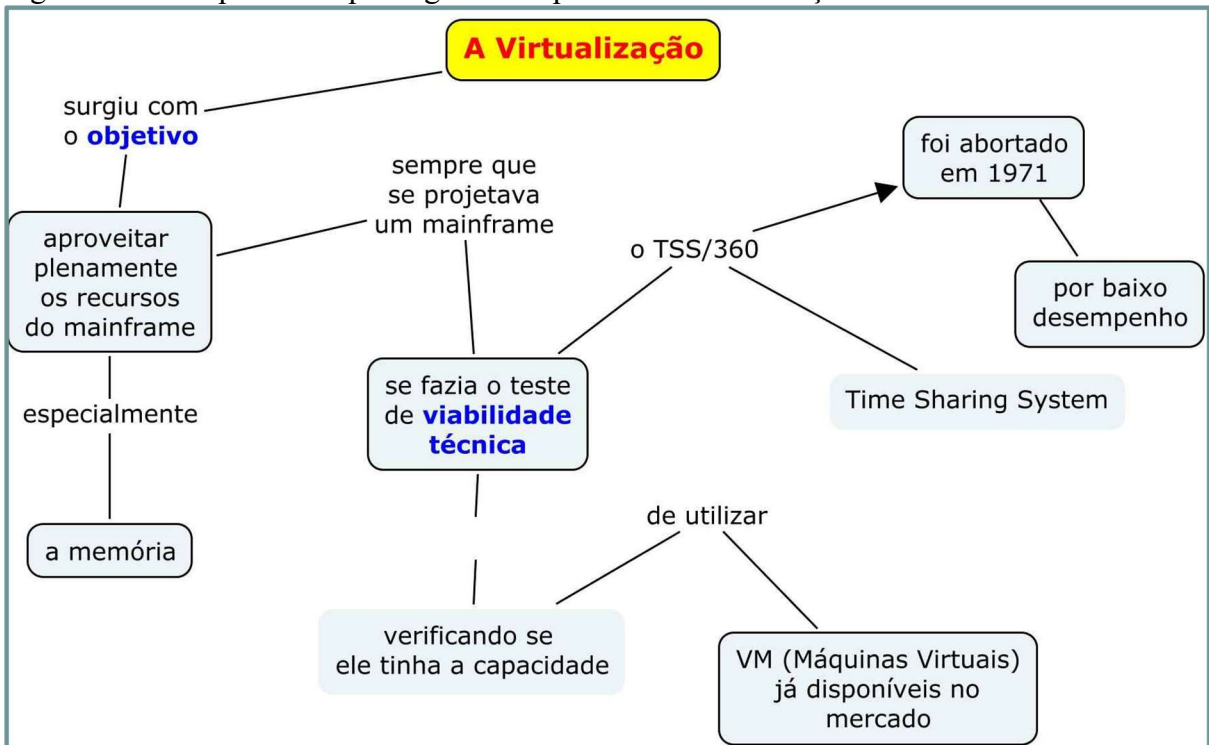 A Virtualização
surgiu com
o objetivo
aproveitar
plenamente
os recursos
do mainframe
especialmente
a memória
sempre que
se projetava
um mainframe
se fazia o teste
de viabilidade
técnica
verificando se
ele tinha a capacidade
de utilizar
VM (Máquinas Virtuais)
já disponíveis no
mercado
o TSS/360
foi abortado
em 1971
por baixo
desempenho
Time Sharing System